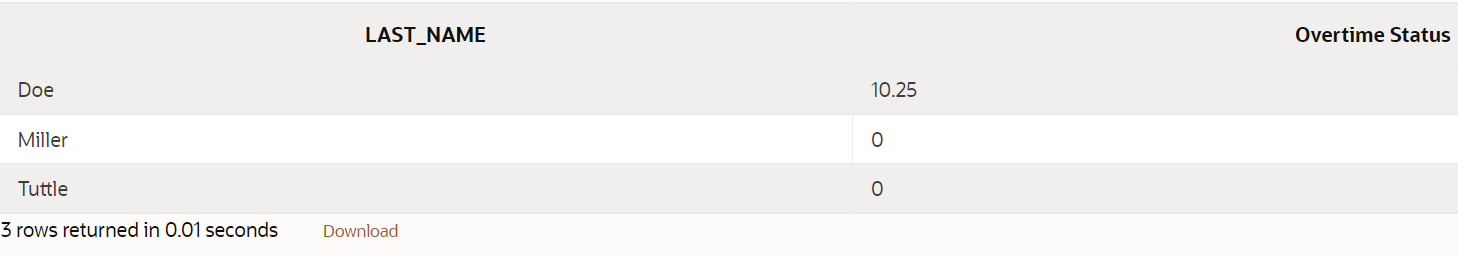 LAST_NAME Overtime Status
Doe 10.25
Miller 0
Tuttle 0
3 rows returned in 0.01 seconds Download